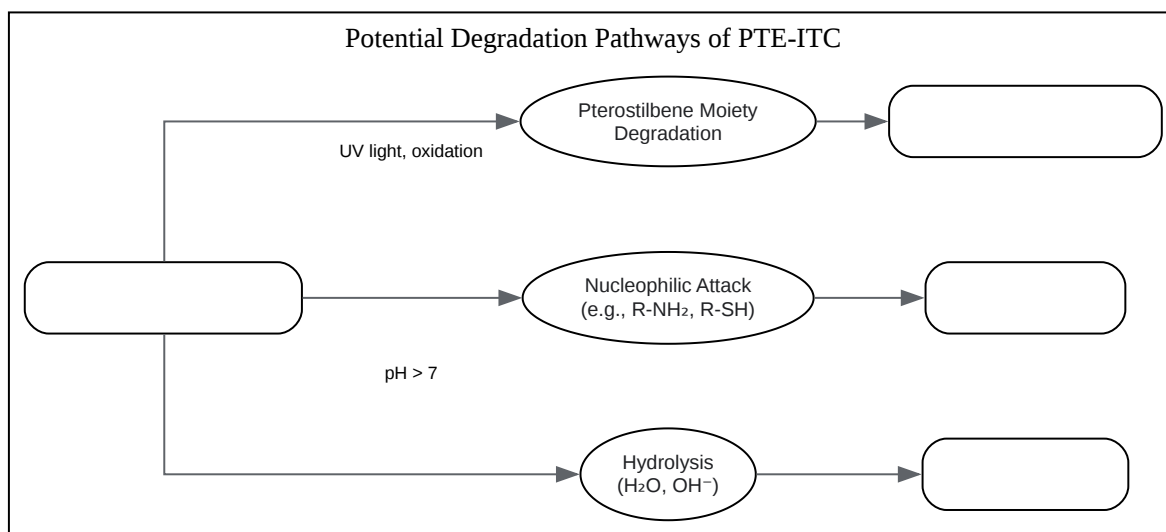 Potential Degradation Pathways of PTE-ITC
Pterostilbene Moiety
Degradation
UV light, oxidation
Nucleophilic Attack
(e.g., R-NH₂, R-SH)
pH > 7
Hydrolysis
(H₂O, OH⁻)